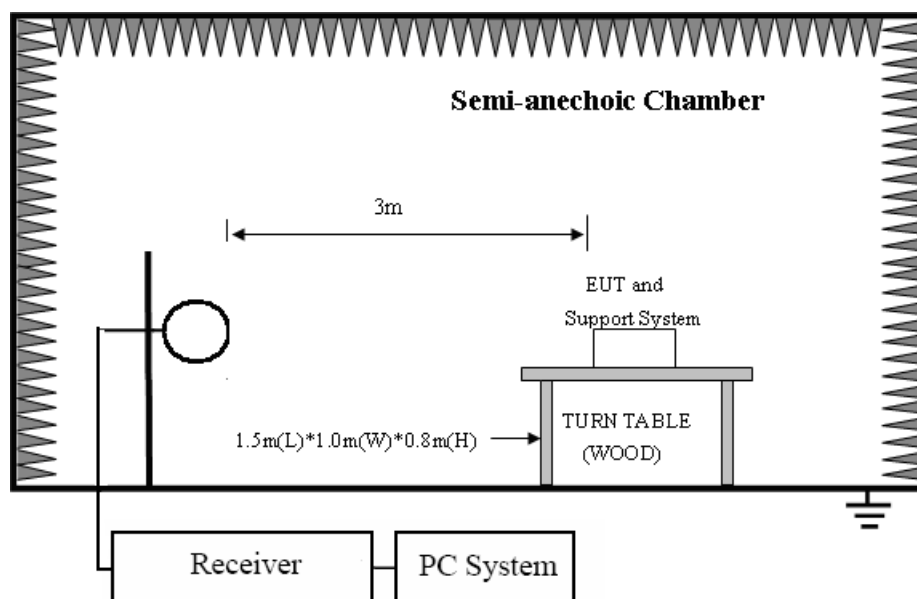 Semi-anechoic Chamber
3m
EUT and
Support System
1.5m(L)*1.0m(W)*0.8m(H)
TURN TABLE
(WOOD)
Receiver
PC System